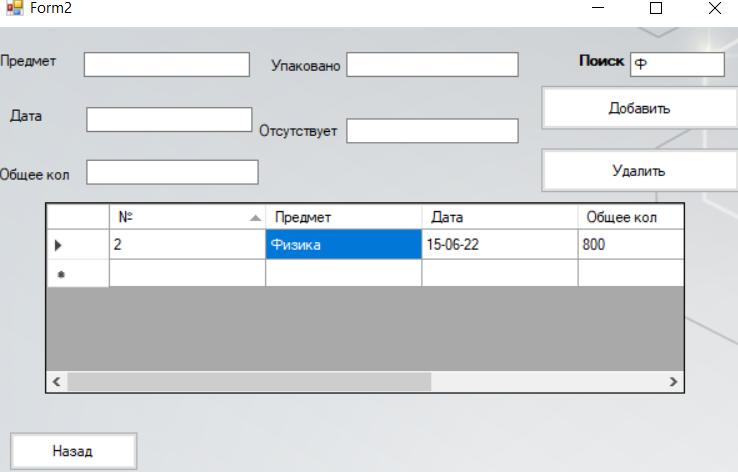 Form2
Предмет Упаковано Поиск Ф
Добавить
Дата Отсутствует
Общее кол Удалить
№ Предмет Дата Общее кол
2 Физика 15-06-22 800
Назад